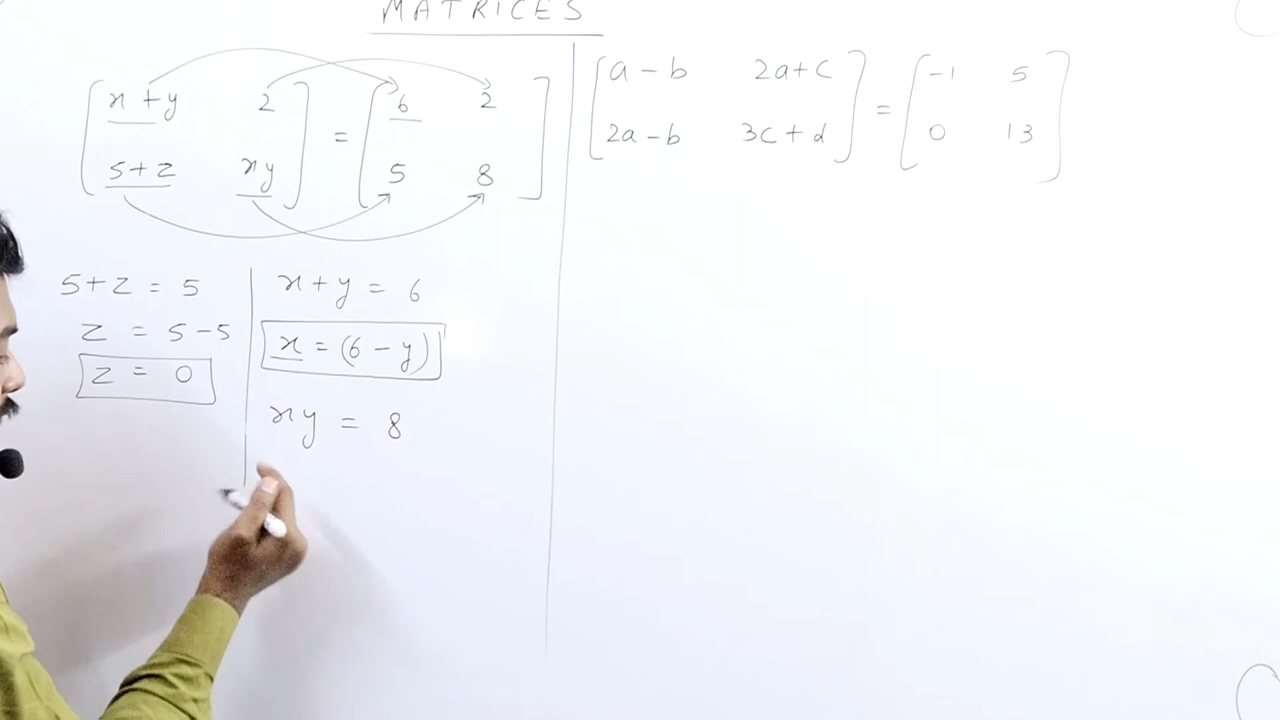 MATRICES
[x+y 2] = [6 2]
[5+z xy] [5 8]
5+z = 5
z = 5-5
z = 0
x+y = 6
x = (6-y)
xy = 8
[a-b 2a+c] = [-1 5]
[2a-b 3c+d] [0 13]